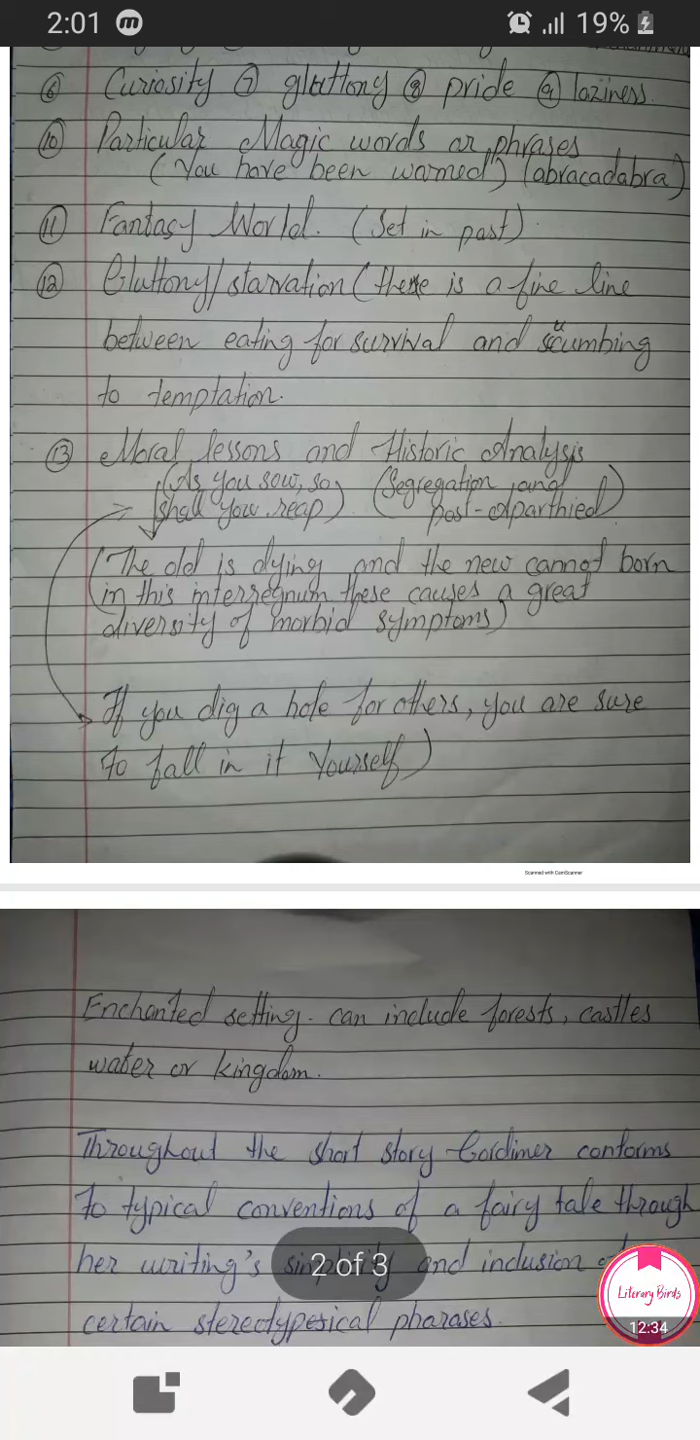 2:01 m 19%
⑥ Curiosity ⑦ gluttony ⑧ pride ⑨ laziness.
⑩ Particular Magic words or phrases
(You have been warned) (abracadabra)
⑪ Fantasy World. (Set in past).
⑫ Gluttony/starvation (there is a fine line
between eating for survival and scumbing
to temptation.
⑬ Moral lessons and Historic Analysis
(As you sow, so (Segregation and
shall you reap) post-Aparthied)
(The old is dying and the new cannot born
in this interregnum these causes a great
diversity of morbid symptoms)
If you dig a hole for others, you are sure
to fall in it Yourself)
Scanned with CamScanner
Enchanted setting- can include forests, castles
water or kingdom.
Throughout the short story Gordimer conforms
to typical conventions of a fairy tale through
her writing's and inclusion
2 of 3
certain stereotypesical pharases.
Literary Birds
12:34